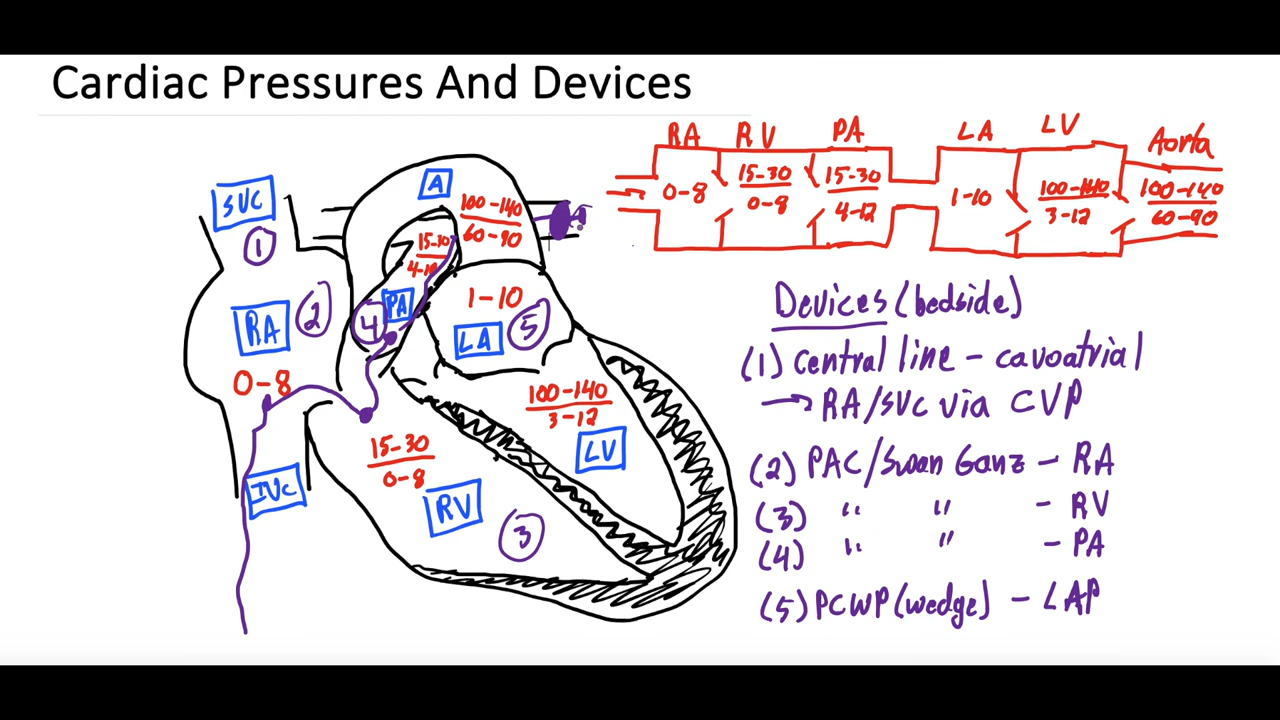 Cardiac Pressures And Devices
RA RV PA LA LV Aorta
0-8
15-30
0-8
15-30
4-12
1-10
100-140
3-12
100-140
60-90
SVC
(1)
A
100-140
60-90
15-30
4-10
PA
(4)
RA
(2)
0-8
1-10
LA
(5)
100-140
3-12
LV
15-30
0-8
RV
(3)
IVC
Devices (bedside)
(1) Central line - cavoatrial
→ RA/SVC via CVP
(2) PAC/Swan Ganz - RA
(3) " " - RV
(4) " " - PA
(5) PCWP (wedge) - LAP